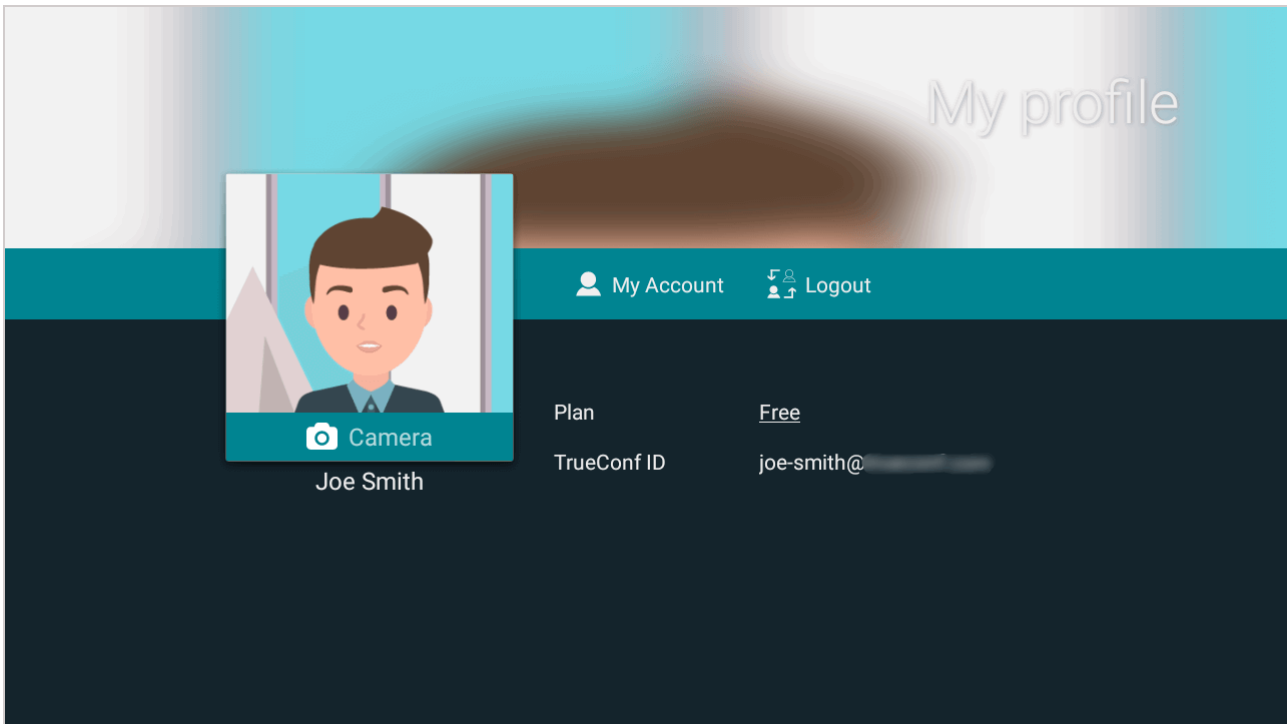 My profile
My Account Logout
Camera
Joe Smith
Plan Free
TrueConf ID joe-smith@